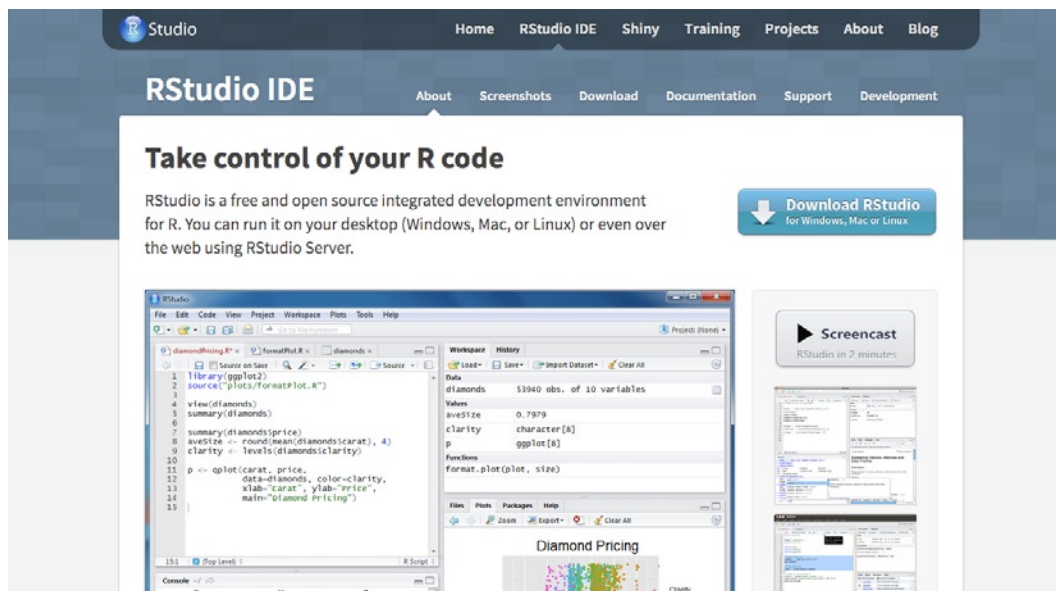 R Studio
Home RStudio IDE Shiny Training Projects About Blog
RStudio IDE
About Screenshots Download Documentation Support Development
Take control of your R code
RStudio is a free and open source integrated development environment
for R. You can run it on your desktop (Windows, Mac, or Linux) or even over
the web using RStudio Server.
Download RStudio
for Windows, Mac or Linux
RStudio
File Edit Code View Project Workspace Plots Tools Help
Go to file/function
Project: (None)
diamondPricing.R* formatPlot.R diamonds
Source on Save Source
1 library(ggplot2)
2 source("plots/formatPlot.R")
3
4 view(diamonds)
5 summary(diamonds)
6
7 summary(diamonds$price)
8 aveSize <- round(mean(diamonds$carat), 4)
9 clarity <- levels(diamonds$clarity)
10
11 p <- qplot(carat, price,
12 data=diamonds, color=clarity,
13 xlab="Carat", ylab="Price",
14 main="Diamond Pricing")
15
15:1 (Top Level) R Script
Console ~/
Workspace History
Load Save Import Dataset Clear All
Data
diamonds 53940 obs. of 10 variables
Values
aveSize 0.7979
clarity character[8]
p ggplot[8]
Functions
format.plot(plot, size)
Files Plots Packages Help
Zoom Export Clear All
Diamond Pricing
Clarity
Screencast
RStudio in 2 minutes